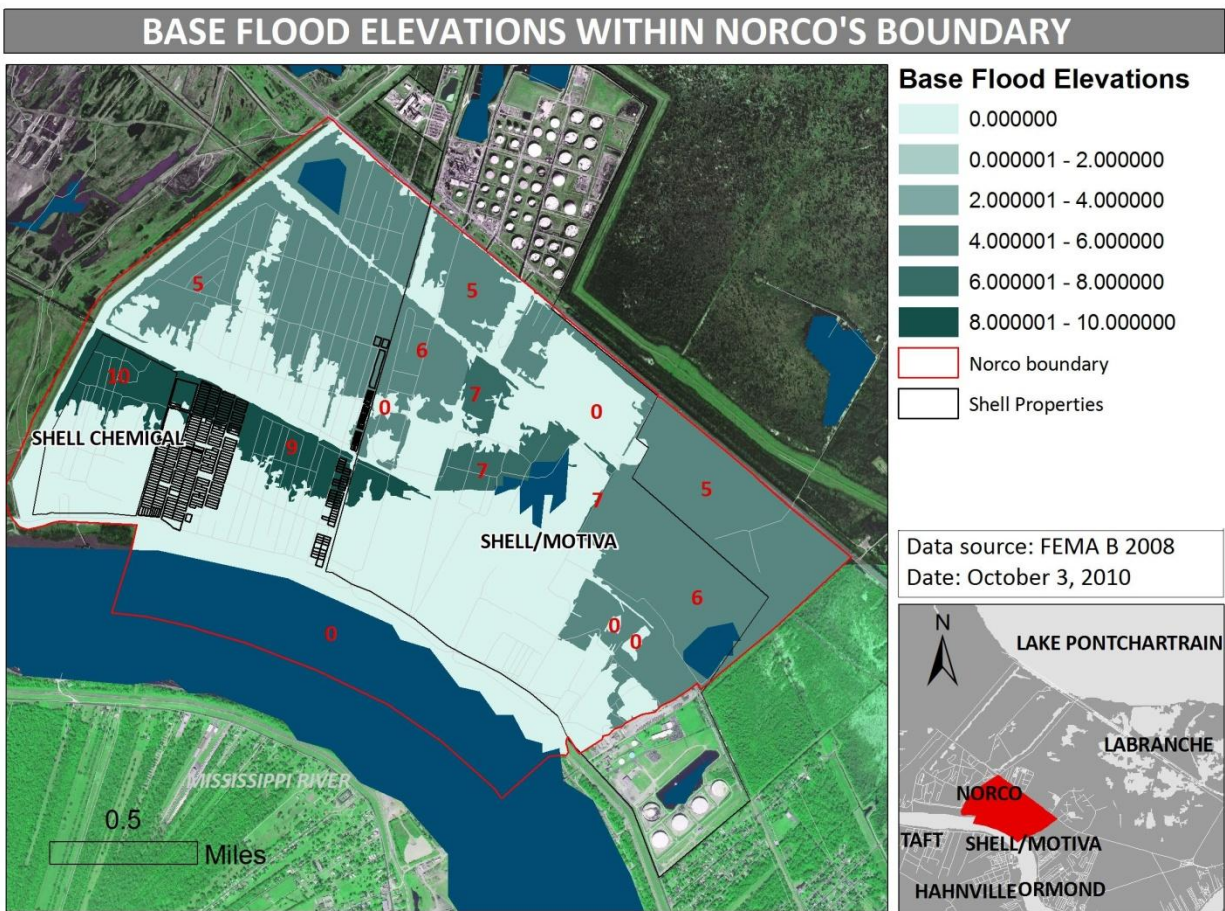 BASE FLOOD ELEVATIONS WITHIN NORCO'S BOUNDARY
5
5
6
7
0
0
10
SHELL CHEMICAL
9
7
7
5
SHELL/MOTIVA
6
0
0
0
MISSISSIPPI RIVER
0.5
Miles
Base Flood Elevations
0.000000
0.000001 - 2.000000
2.000001 - 4.000000
4.000001 - 6.000000
6.000001 - 8.000000
8.000001 - 10.000000
Norco boundary
Shell Properties
Data source: FEMA B 2008
Date: October 3, 2010
N
LAKE PONTCHARTRAIN
LABRANCHE
NORCO
TAFT
SHELL/MOTIVA
HAHNVILLE
ORMOND